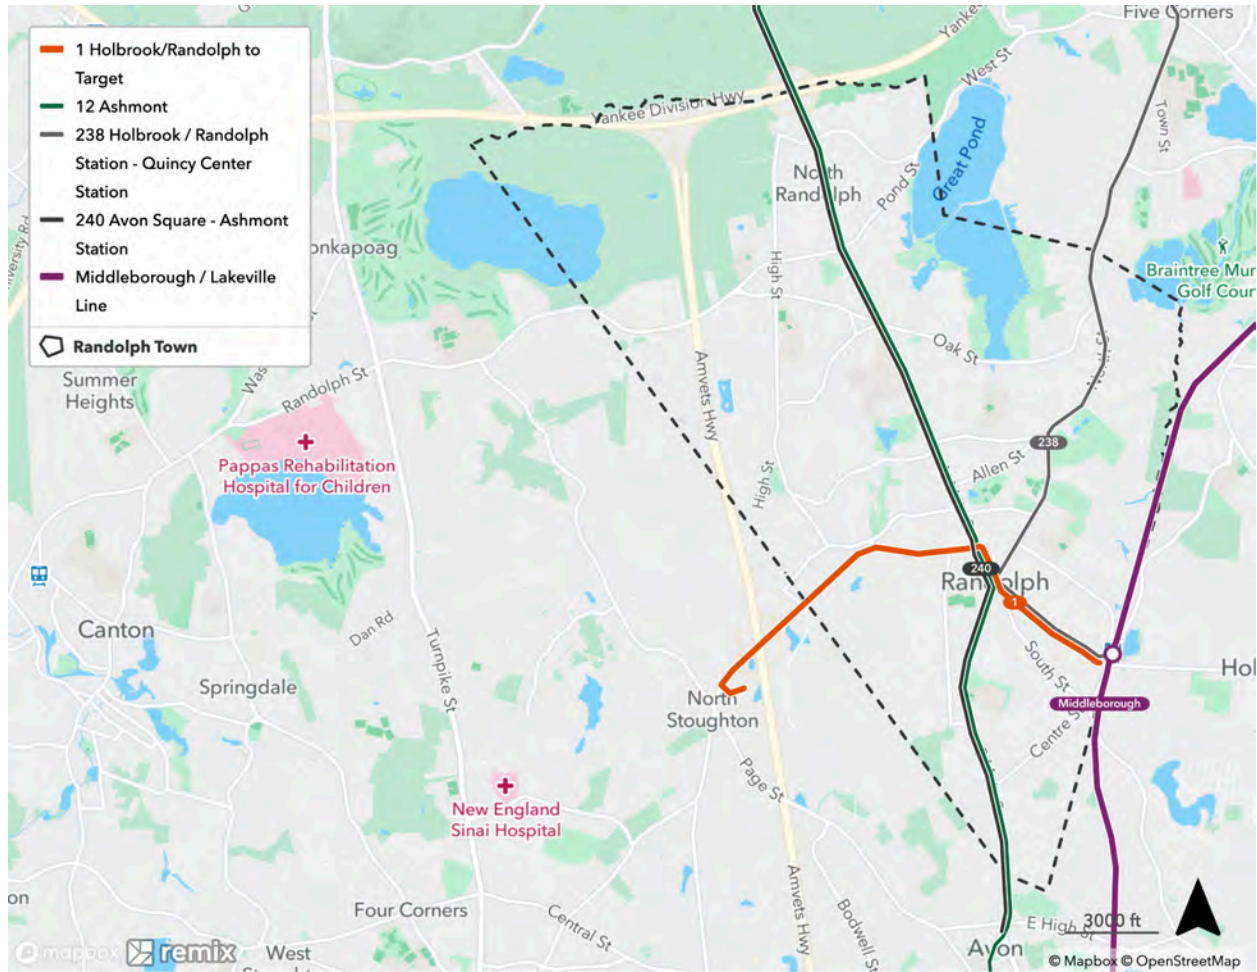 1 Holbrook/Randolph to
Target
12 Ashmont
238 Holbrook / Randolph
Station - Quincy Center
Station
240 Avon Square - Ashmont
Station
Middleborough / Lakeville
Line
Randolph Town
Five Corners
Yankee
West St
Yankee Division Hwy
Town St
Great Pond
North
Randolph
Pond St
onkapoag
High St
Braintree Mun
Golf Cour
Oak St
Summer
Heights
Randolph St
Amvets Hwy
238
Pappas Rehabilitation
Hospital for Children
Allen St
High St
240
Randolph
1
Canton
Dan Rd
Turnpike St
South St
Hol
Springdale
North
Stoughton
Middleborough
Centre St
Page St
New England
Sinai Hospital
Amvets Hwy
on
Four Corners
Bodwell St
Central St
3000 ft
E High St
Avon
mapbox
remix
West
© Mapbox © OpenStreetMap